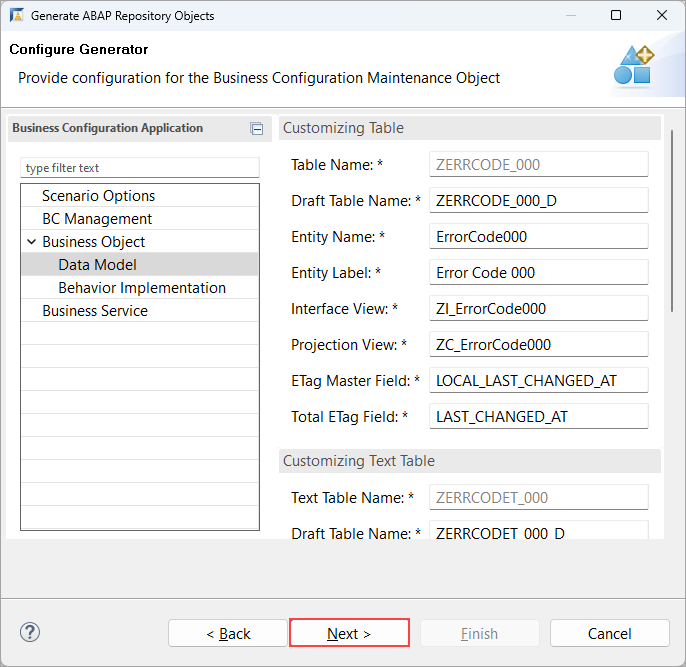 Generate ABAP Repository Objects
Configure Generator
Provide configuration for the Business Configuration Maintenance Object
Business Configuration Application
type filter text
Scenario Options
BC Management
Business Object
Data Model
Behavior Implementation
Business Service
Customizing Table
Table Name: * ZERRCODE_000
Draft Table Name: * ZERRCODE_000_D
Entity Name: * ErrorCode000
Entity Label: * Error Code 000
Interface View: * ZI_ErrorCode000
Projection View: * ZC_ErrorCode000
ETag Master Field: * LOCAL_LAST_CHANGED_AT
Total ETag Field: * LAST_CHANGED_AT
Customizing Text Table
Text Table Name: * ZERRCODET_000
Draft Table Name: * ZERRCODET_000_D
? < Back Next > Finish Cancel